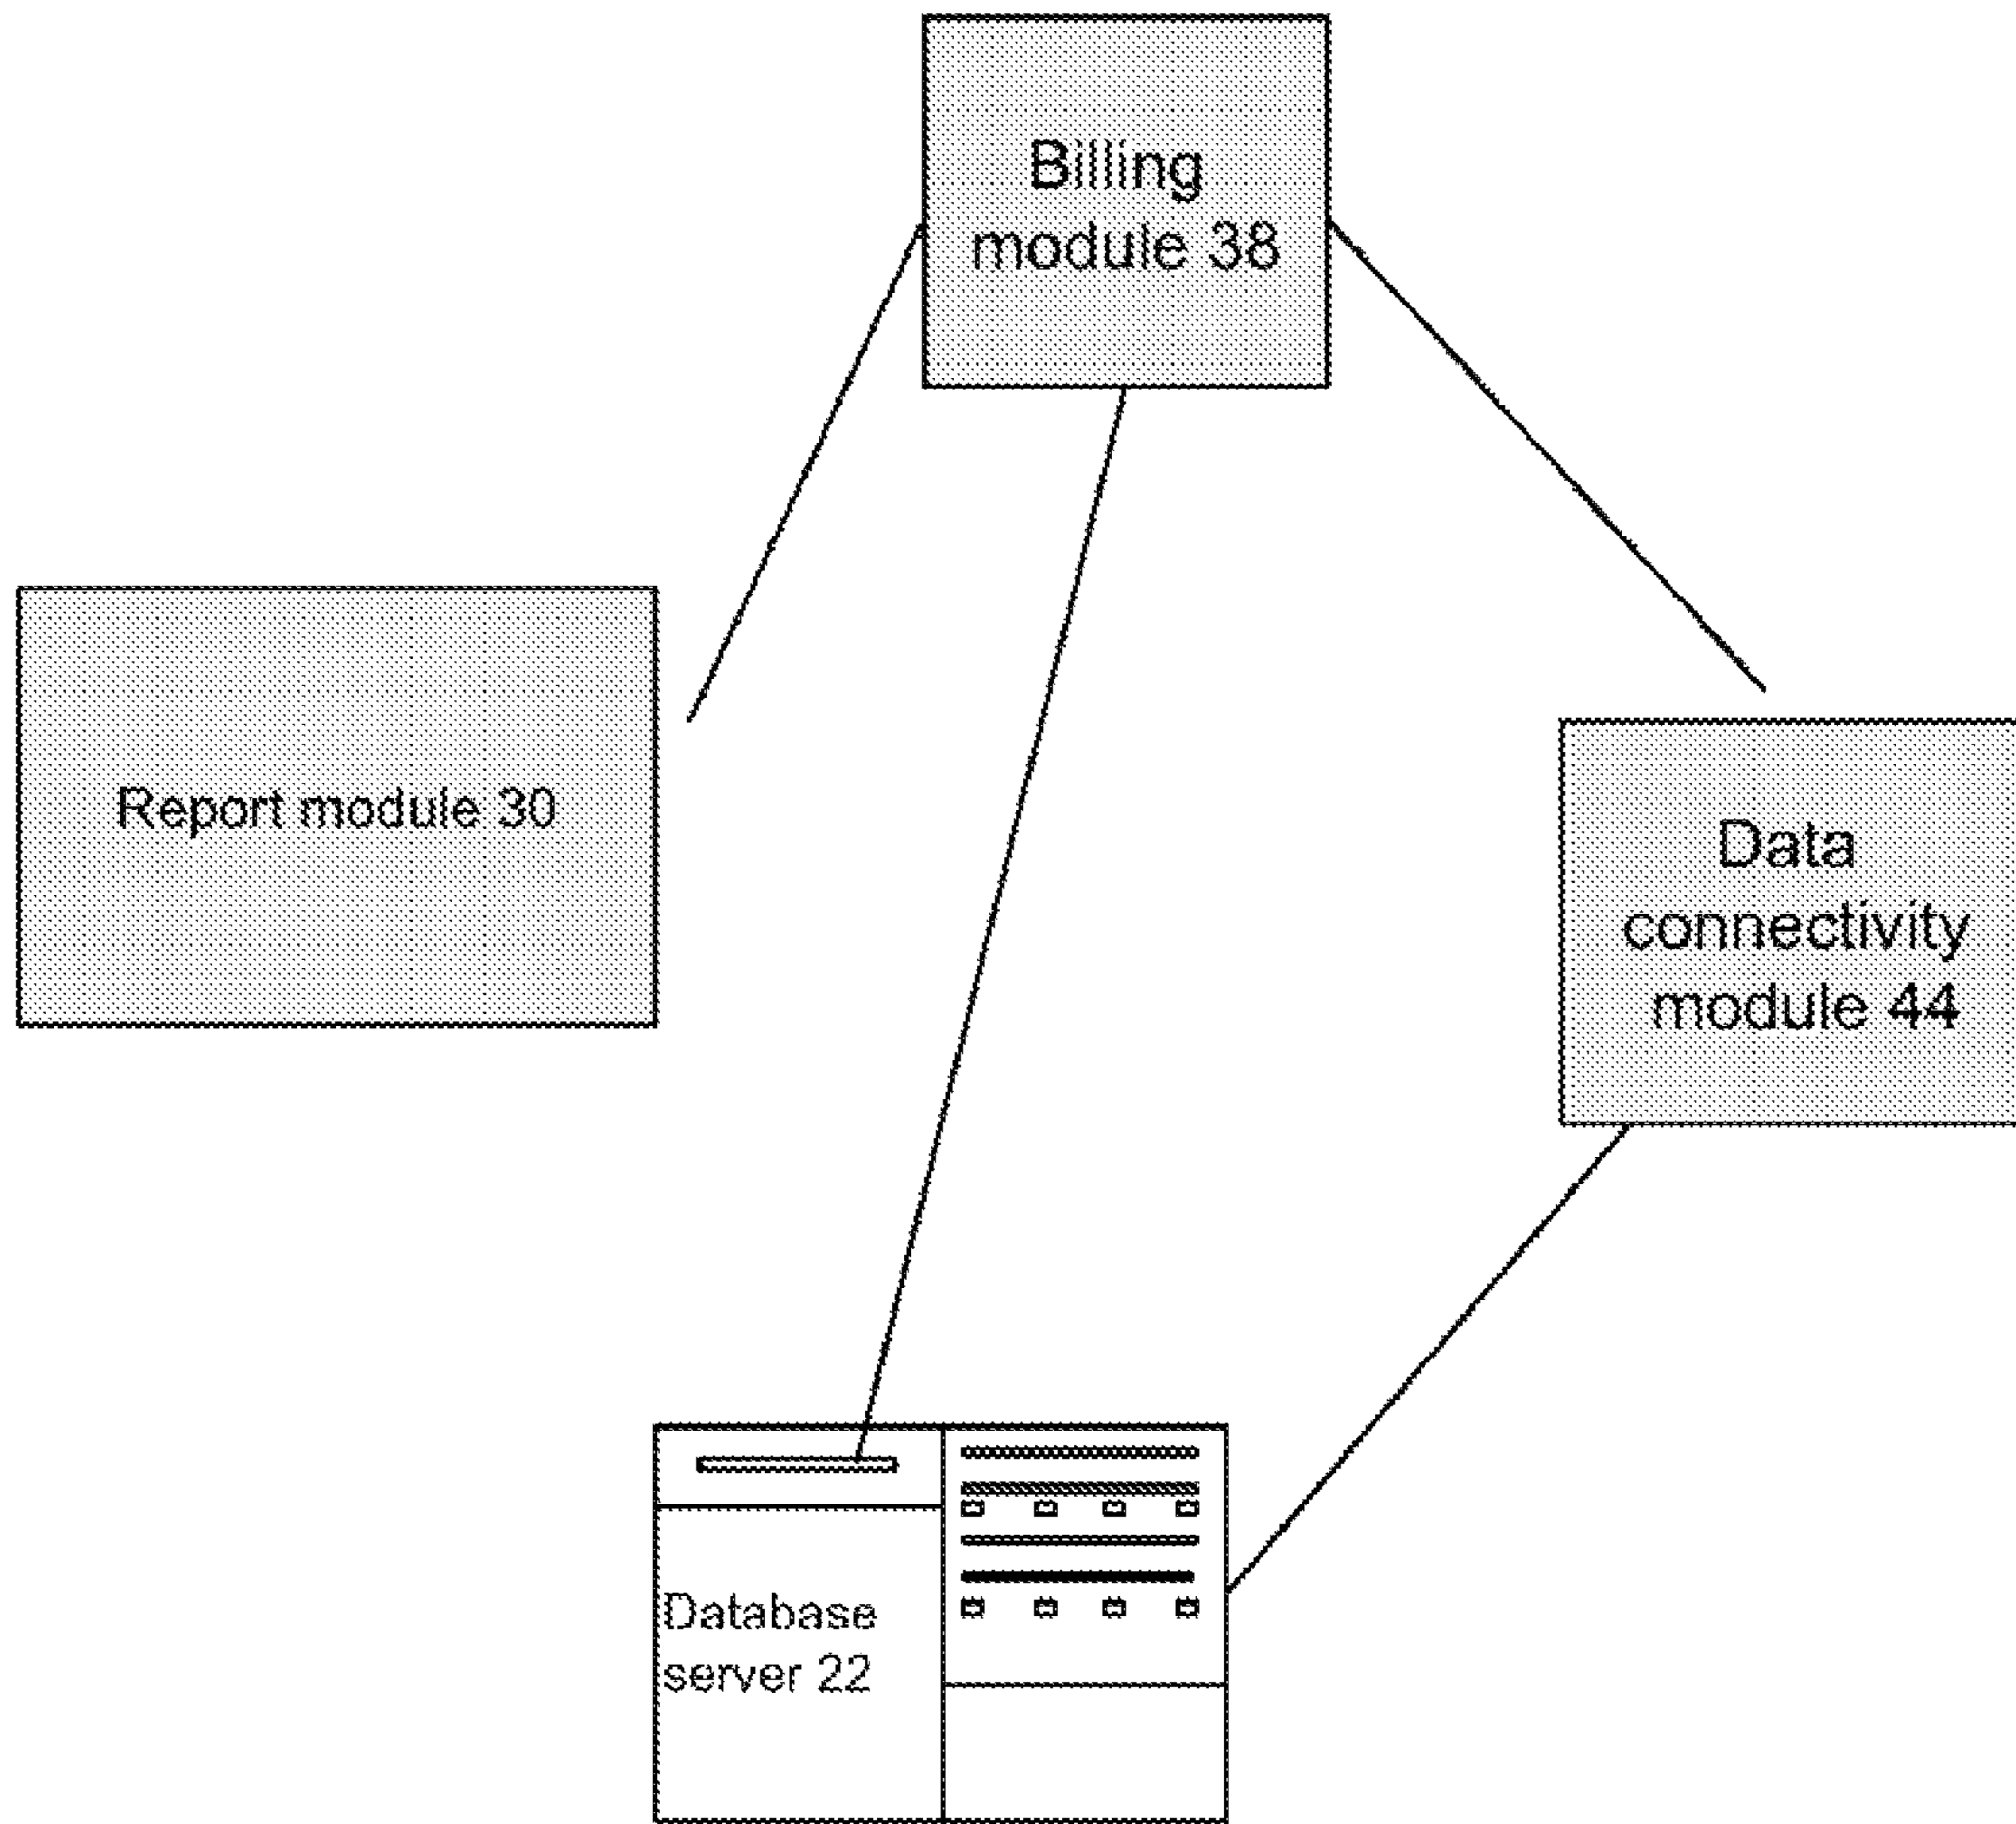 Billing
module 38
Report module 30
Data
connectivity
module 44
Database
server 22